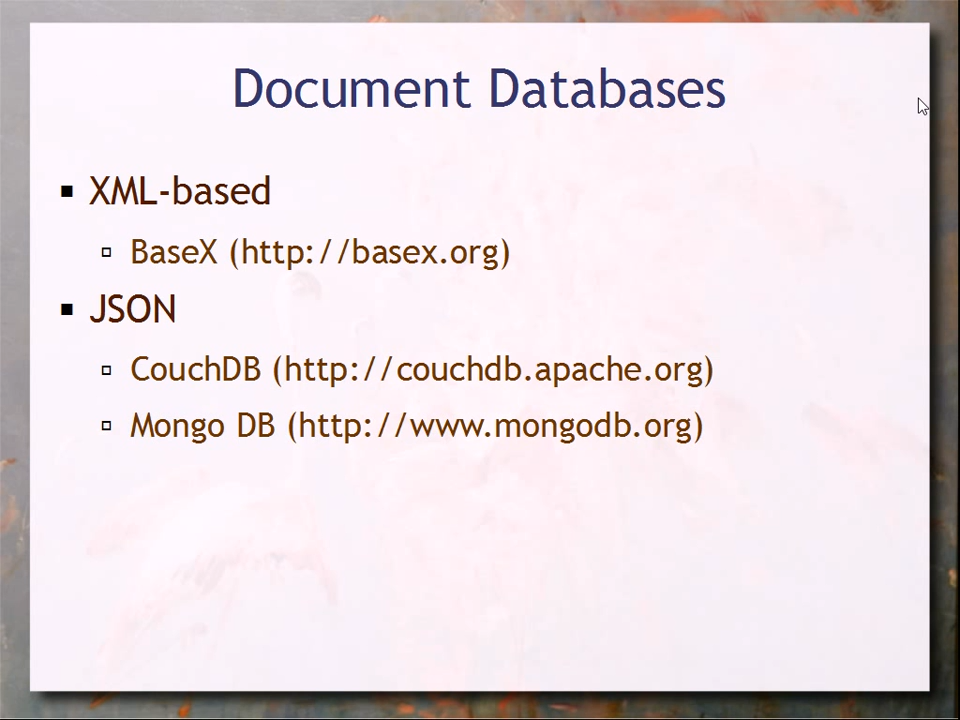 Document Databases
XML-based
BaseX (http://basex.org)
JSON
CouchDB (http://couchdb.apache.org)
Mongo DB (http://www.mongodb.org)